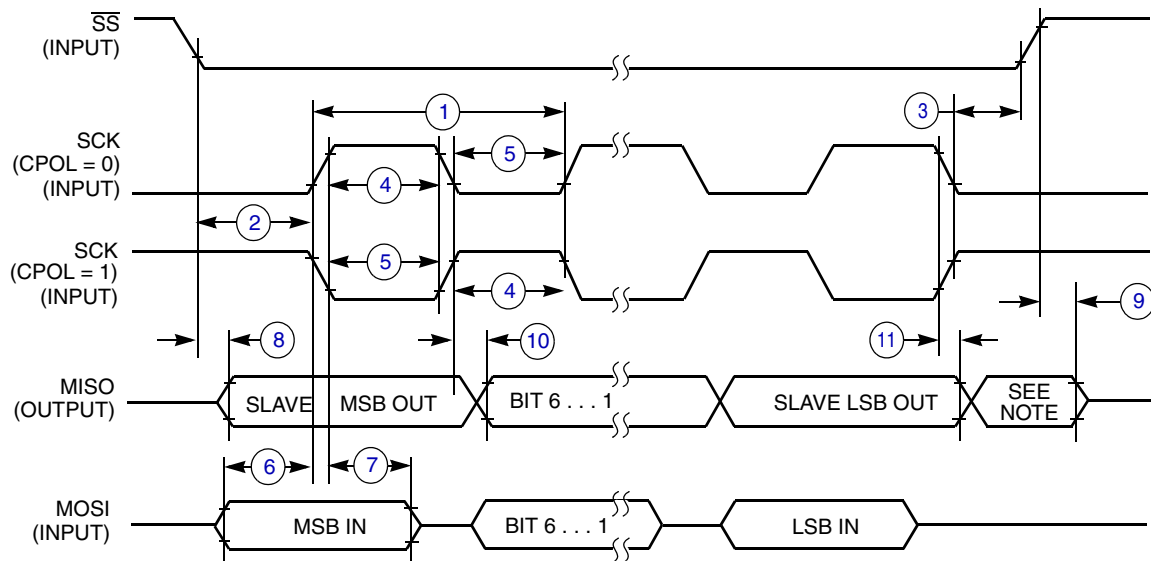 SS
(INPUT)
1
3
SCK
(CPOL = 0)
(INPUT)
5
4
2
SCK
(CPOL = 1)
(INPUT)
5
4
9
8
10
11
MISO
(OUTPUT)
SLAVE MSB OUT
BIT 6 . . . 1
SLAVE LSB OUT
SEE
NOTE
6
7
MOSI
(INPUT)
MSB IN
BIT 6 . . . 1
LSB IN